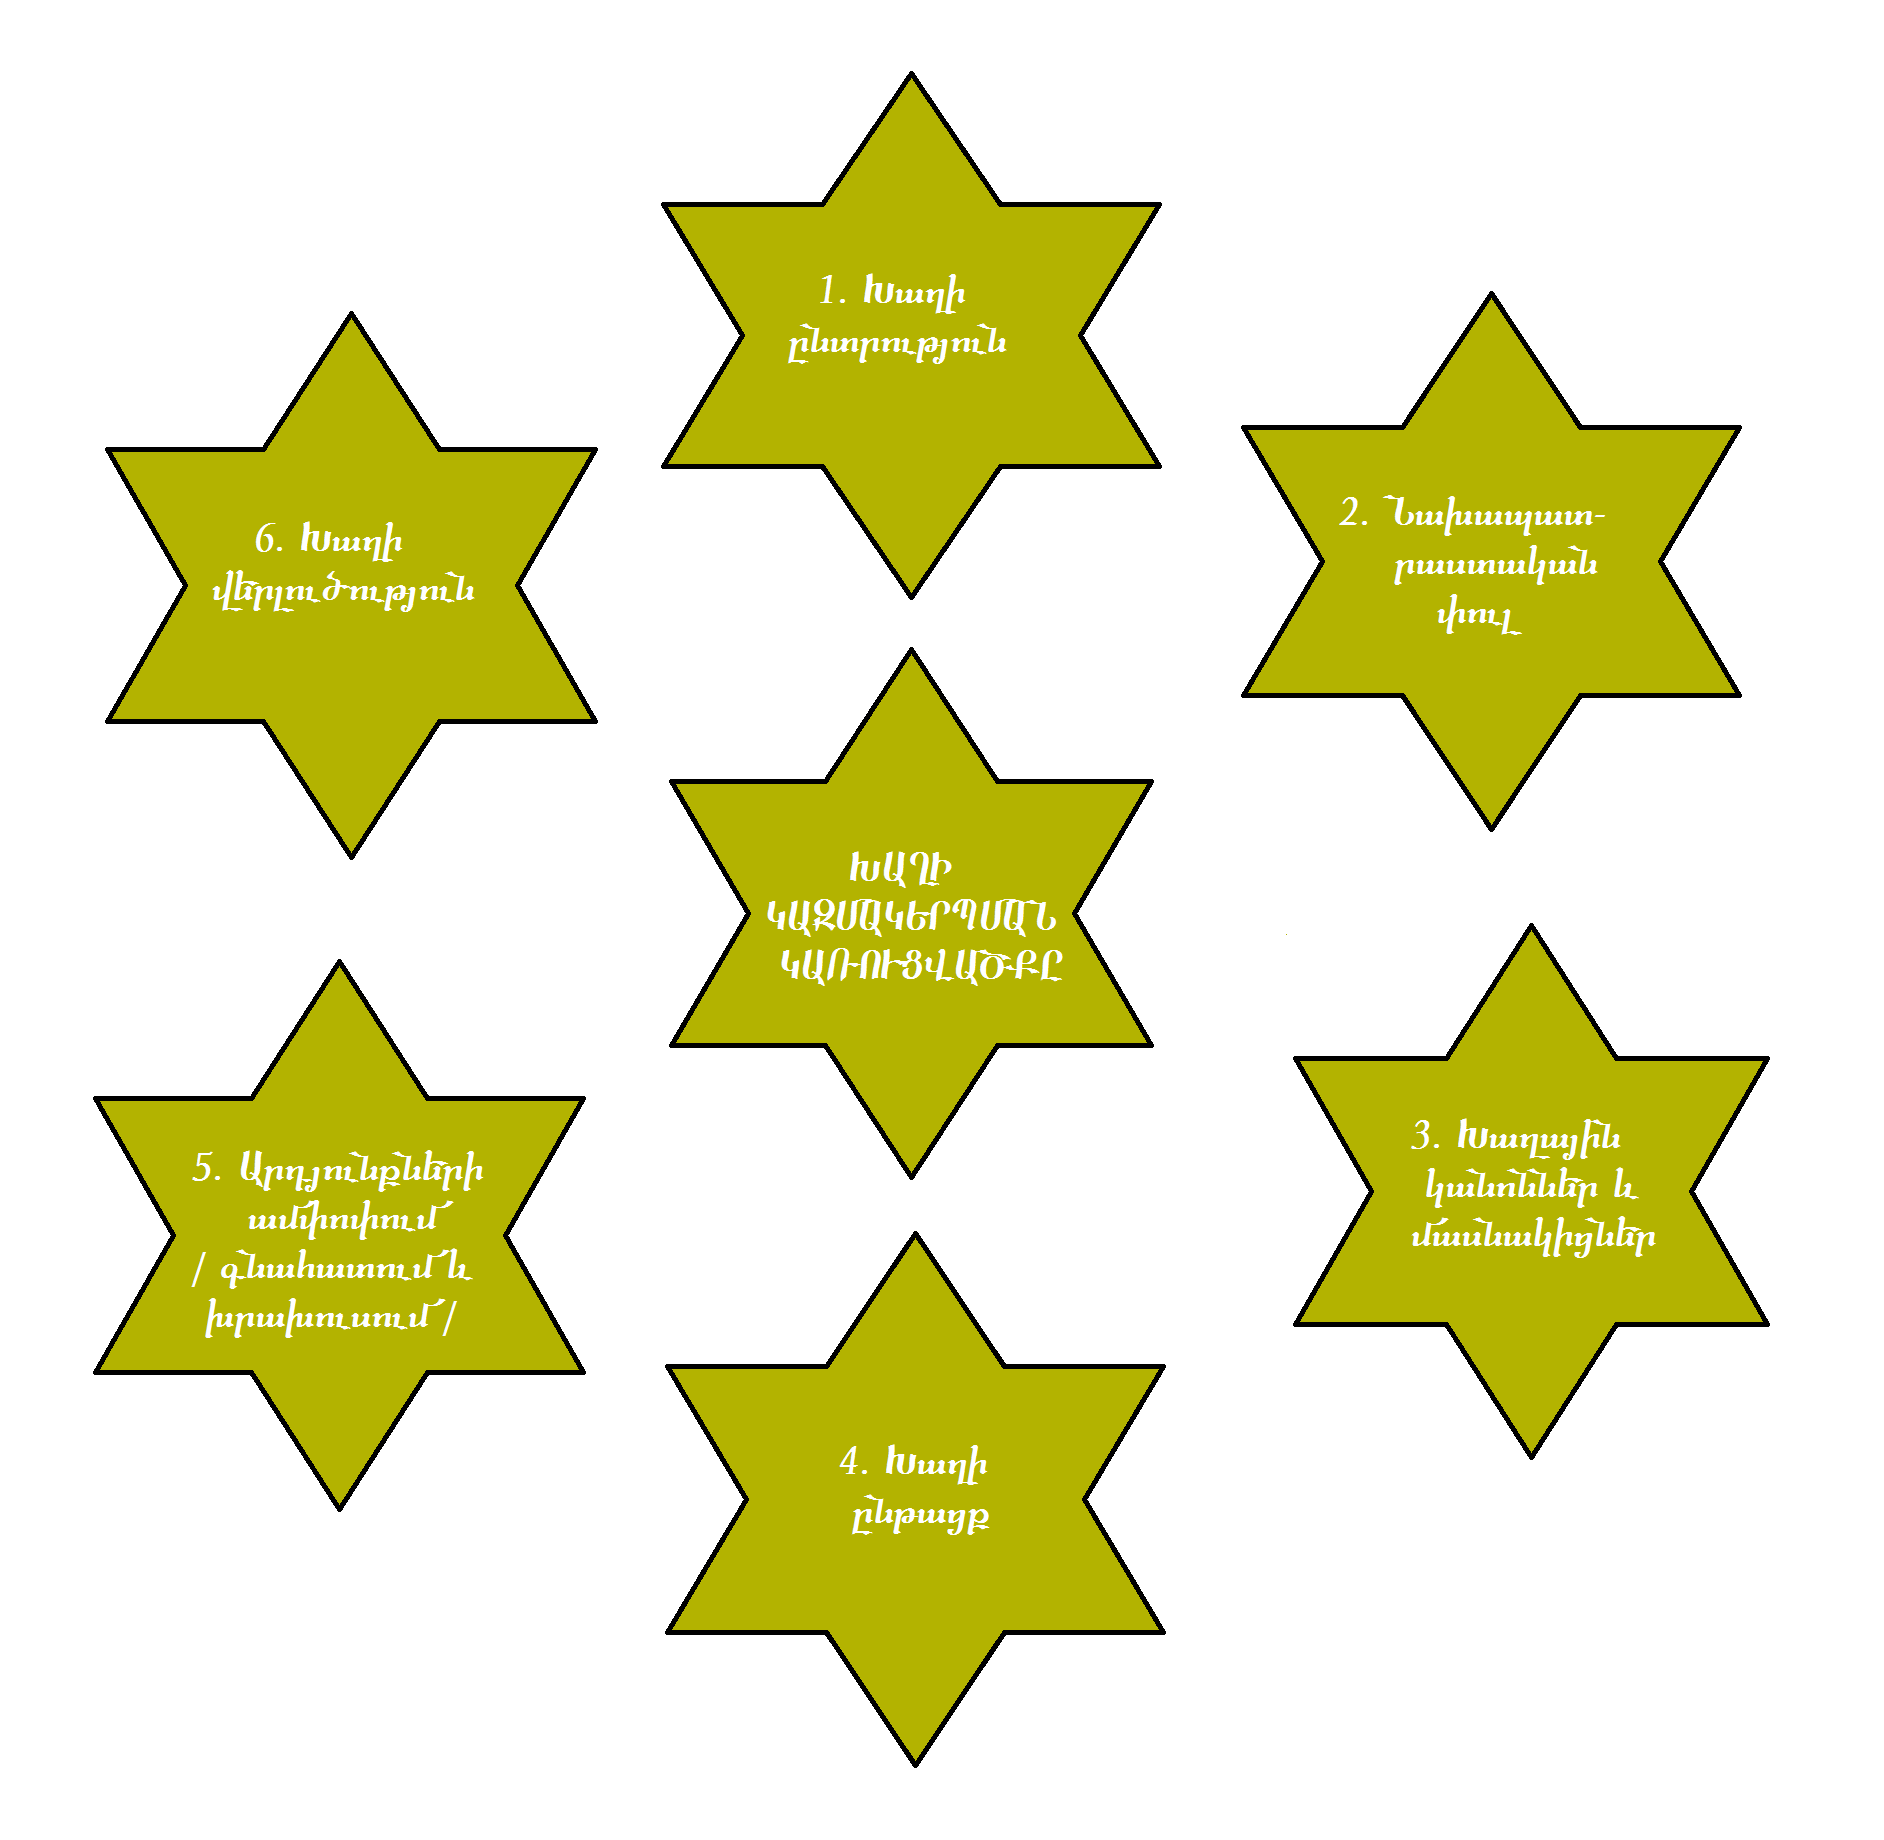 1. Խաղի
ընտրություն
2. Նախապատ-
րաստական
փուլ
3. Խաղային
կանոններ և
մասնակիցներ
4. Խաղի
ընթացք
5. Արդյունքների
ամփոփում
/ գնահատում և
խրախուսում /
6. Խաղի
վերլուծություն
ԽԱՂԻ
ԿԱԶՄԱԿԵՐՊՄԱՆ
ԿԱՌՈՒՑՎԱԾՔԸ